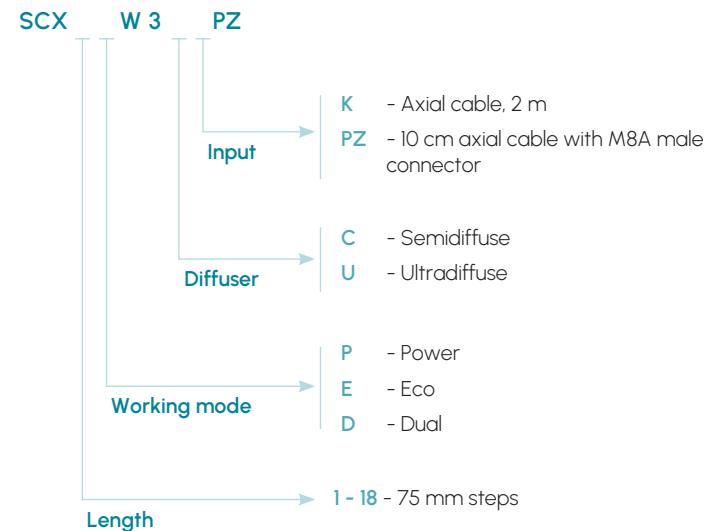 SCX W 3 PZ
K - Axial cable, 2 m
PZ - 10 cm axial cable with M8A male
connector
Input
C - Semidiffuse
U - Ultradiffuse
Diffuser
P - Power
E - Eco
D - Dual
Working mode
1 - 18 - 75 mm steps
Length